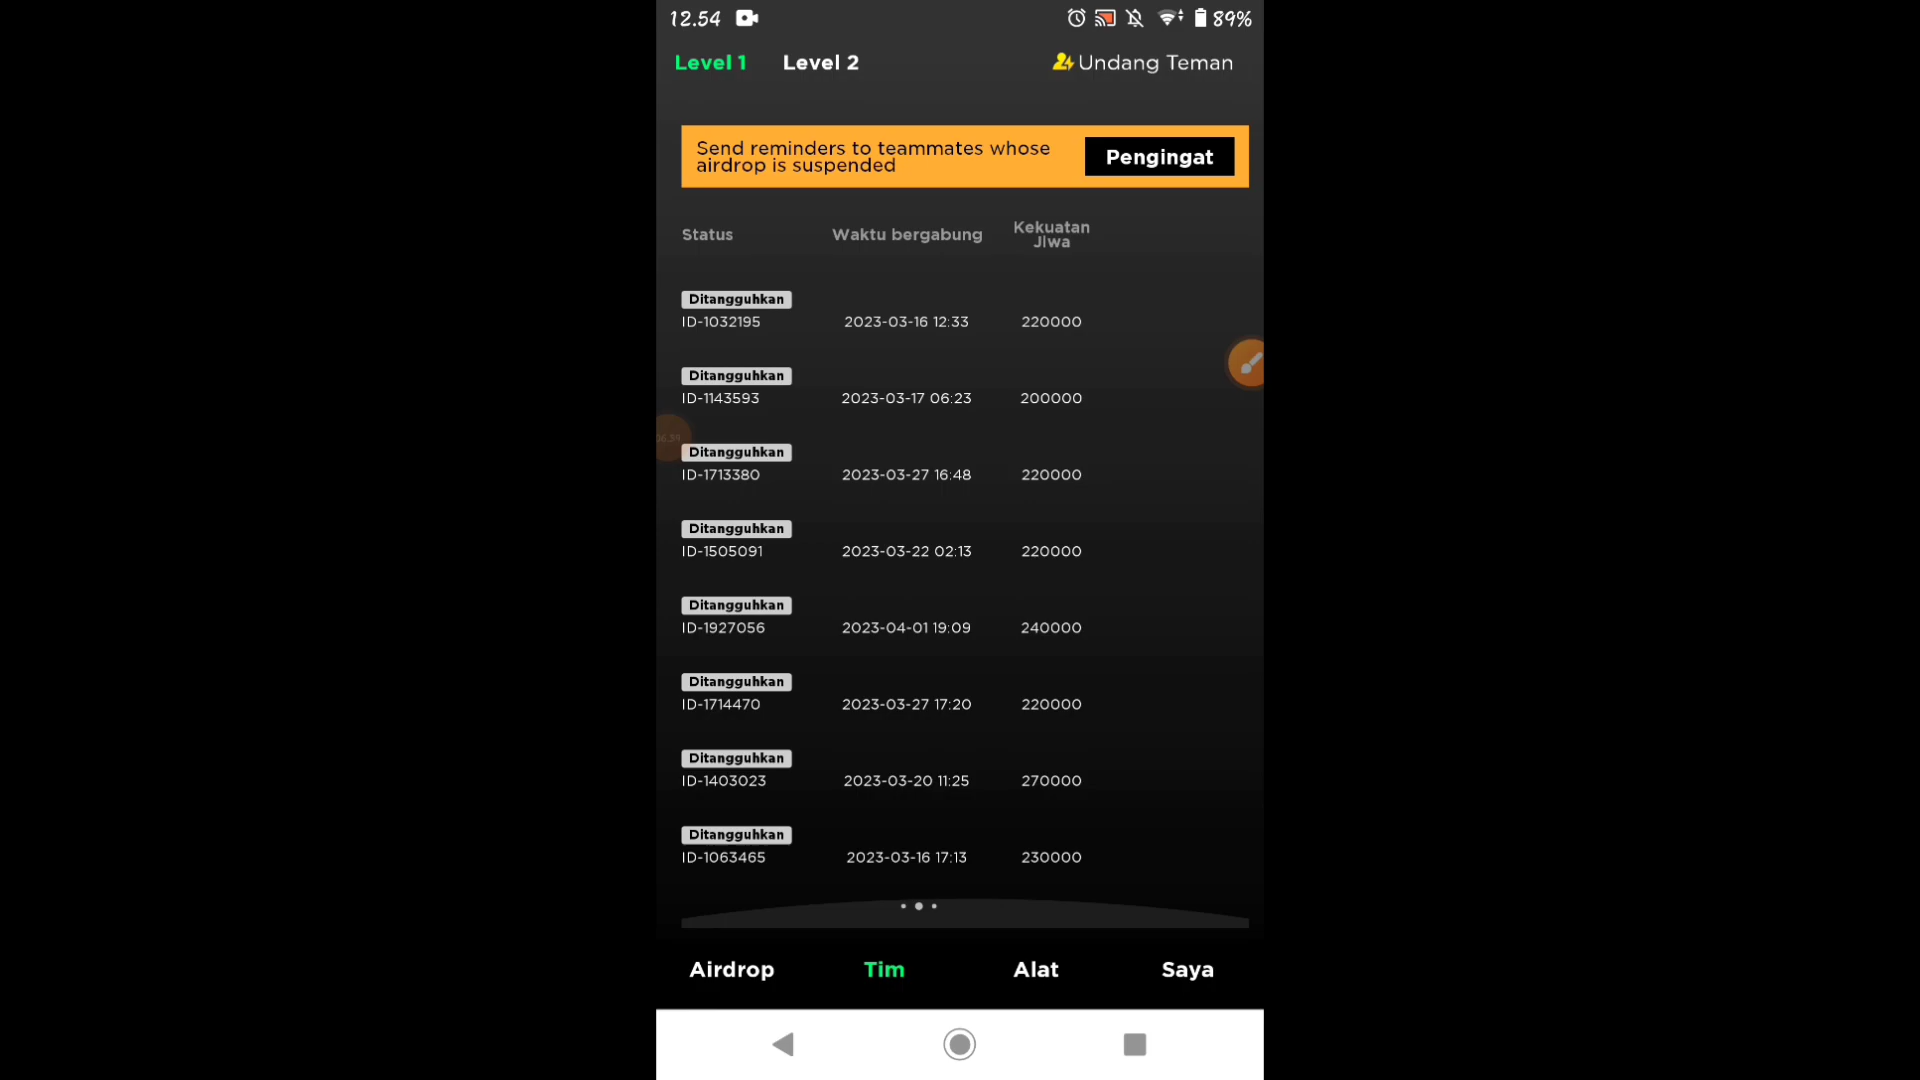 12.54 89%
Level 1 Level 2 Undang Teman
Send reminders to teammates whose
airdrop is suspended
Pengingat
Status Waktu bergabung Kekuatan
Jiwa
Ditangguhkan
ID-1032195 2023-03-16 12:33 220000
Ditangguhkan
ID-1143593 2023-03-17 06:23 200000
06.59
Ditangguhkan
ID-1713380 2023-03-27 16:48 220000
Ditangguhkan
ID-1505091 2023-03-22 02:13 220000
Ditangguhkan
ID-1927056 2023-04-01 19:09 240000
Ditangguhkan
ID-1714470 2023-03-27 17:20 220000
Ditangguhkan
ID-1403023 2023-03-20 11:25 270000
Ditangguhkan
ID-1063465 2023-03-16 17:13 230000
Airdrop Tim Alat Saya